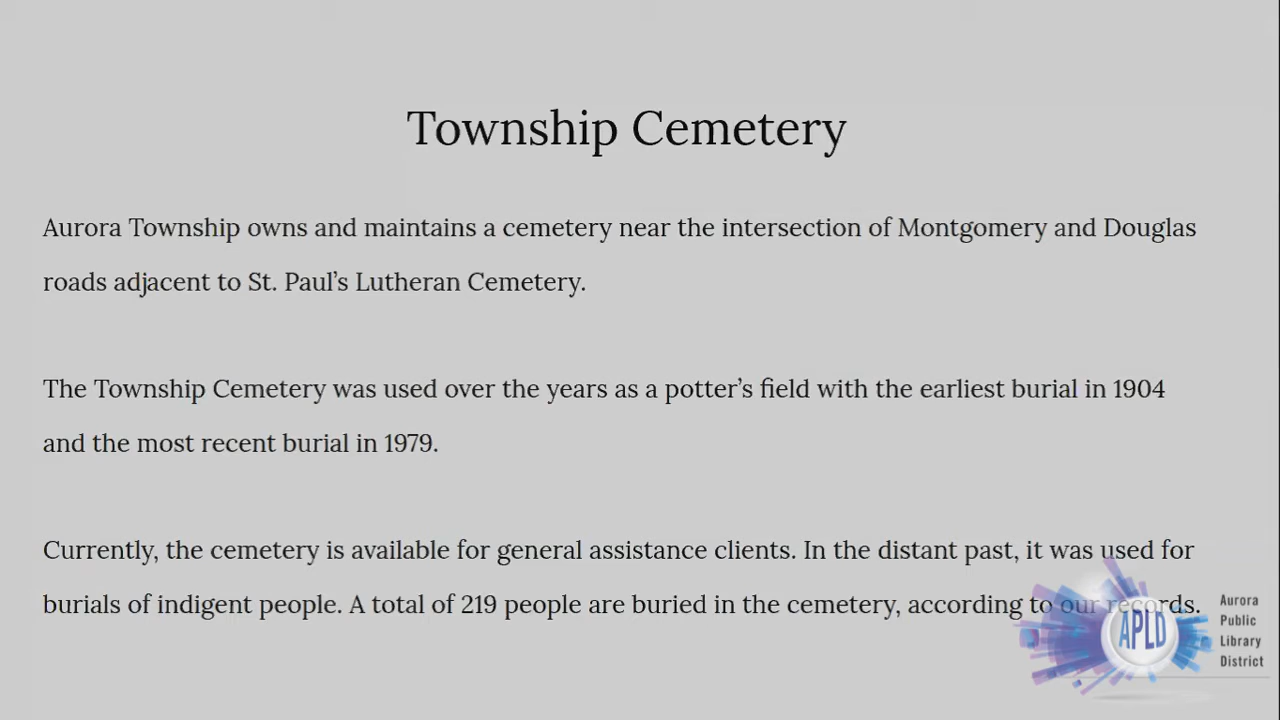 Township Cemetery
Aurora Township owns and maintains a cemetery near the intersection of Montgomery and Douglas
roads adjacent to St. Paul’s Lutheran Cemetery.
The Township Cemetery was used over the years as a potter’s field with the earliest burial in 1904
and the most recent burial in 1979.
Currently, the cemetery is available for general assistance clients. In the distant past, it was used for
burials of indigent people. A total of 219 people are buried in the cemetery, according to our records.
APLD
Aurora
Public
Library
District